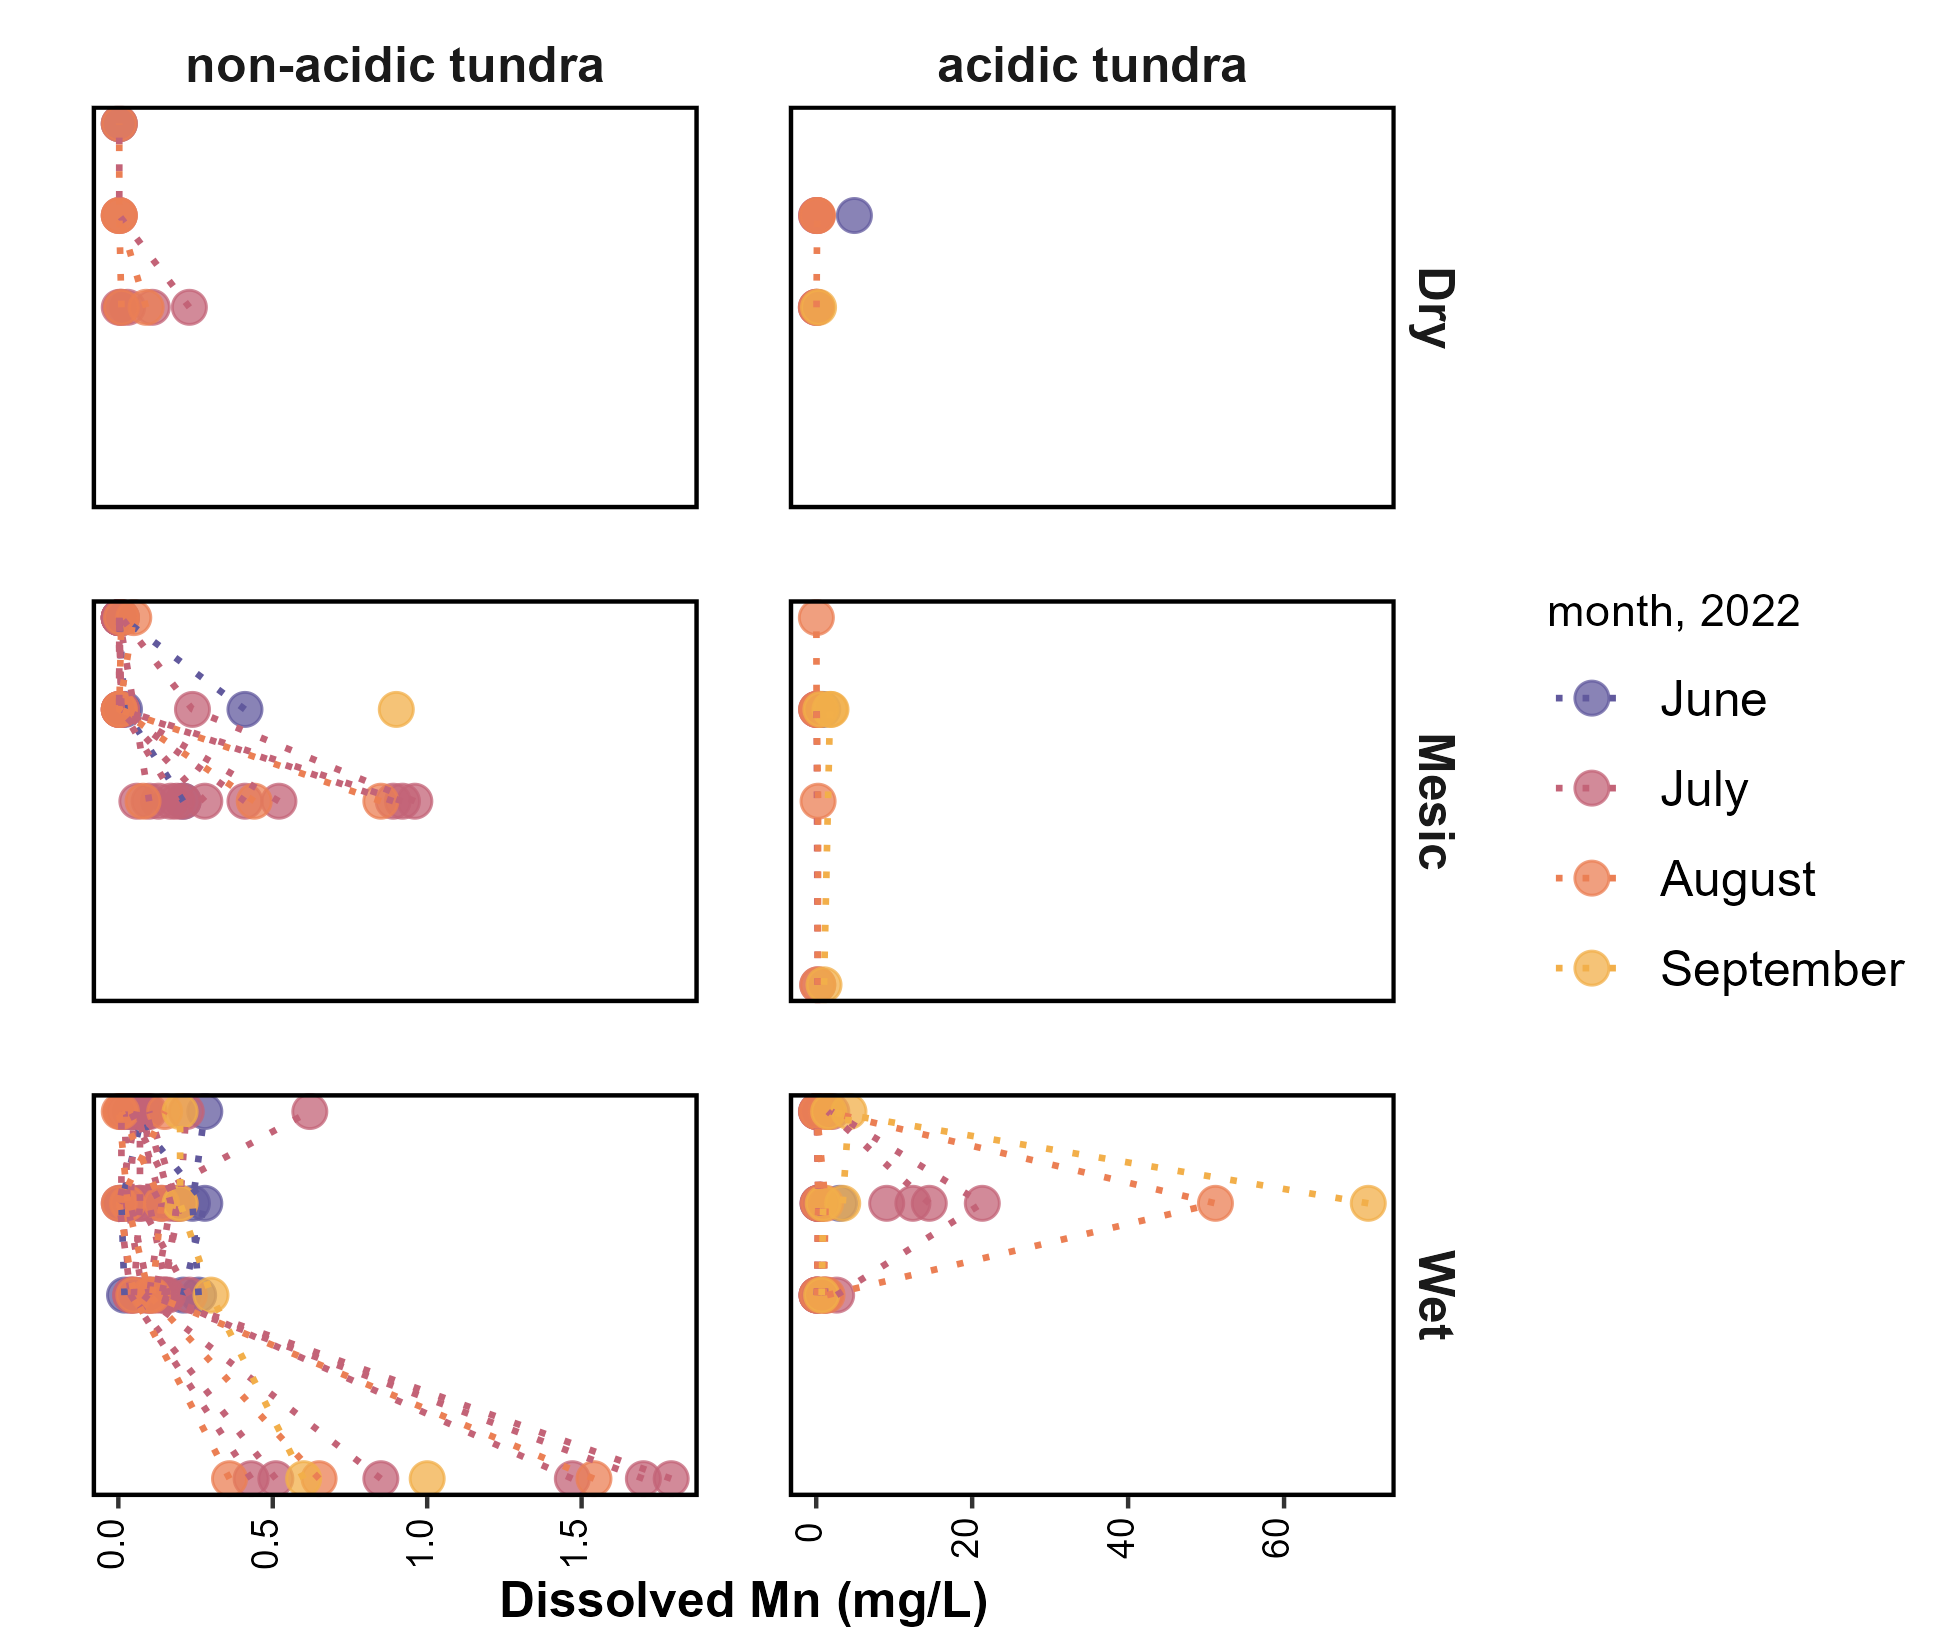 non-acidic tundra
acidic tundra
Dry
Mesic
Wet
month, 2022
June
July
August
September
0.0
0.5
1.0
1.5
0
20
40
60
Dissolved Mn (mg/L)